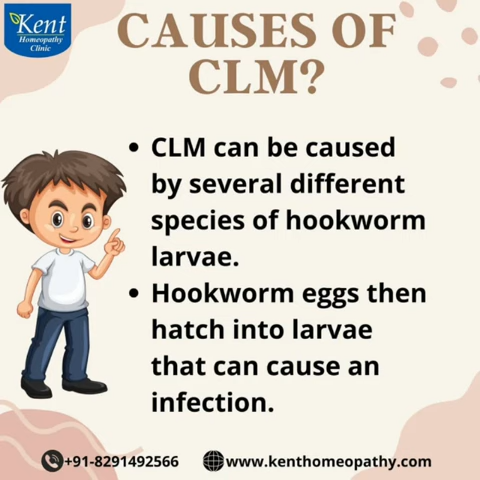 Kent
Homeopathy
Clinic
CAUSES OF
CLM?
• CLM can be caused
by several different
species of hookworm
larvae.
• Hookworm eggs then
hatch into larvae
that can cause an
infection.
+91-8291492566 www.kenthomeopathy.com